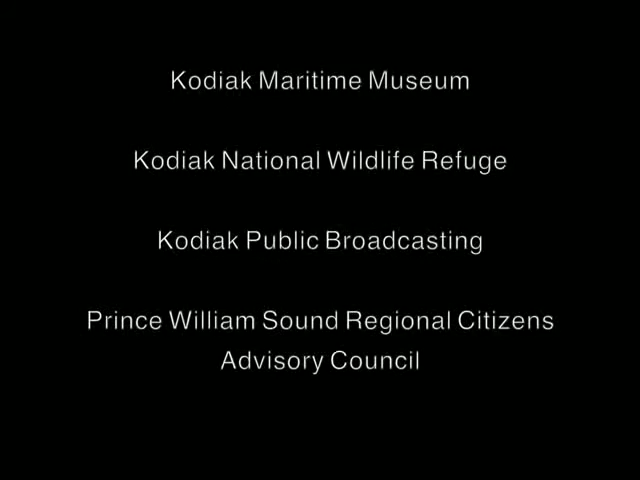 Kodiak Maritime Museum
Kodiak National Wildlife Refuge
Kodiak Public Broadcasting
Prince William Sound Regional Citizens
Advisory Council